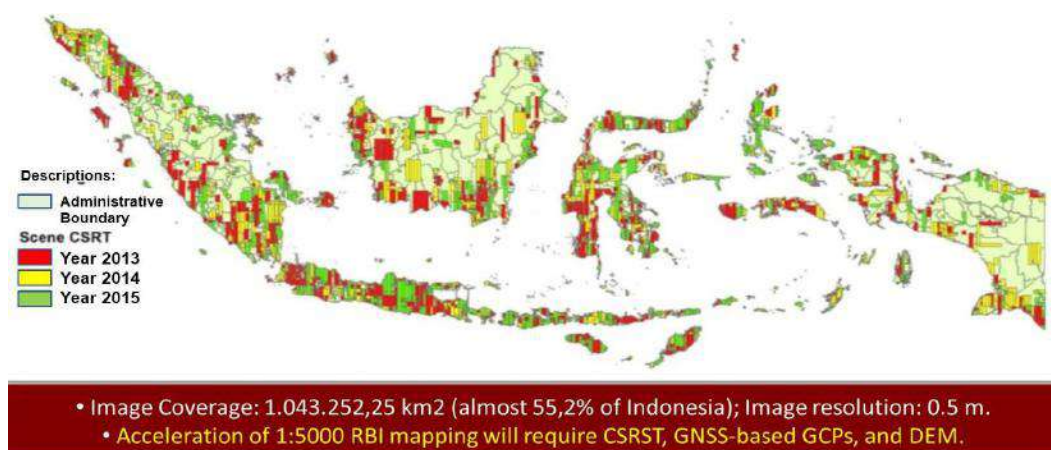 Descriptions:
Administrative
Boundary
Scene CSRT
Year 2013
Year 2014
Year 2015
• Image Coverage: 1.043.252,25 km2 (almost 55,2% of Indonesia); Image resolution: 0.5 m.
• Acceleration of 1:5000 RBI mapping will require CSRST, GNSS-based GCPs, and DEM.